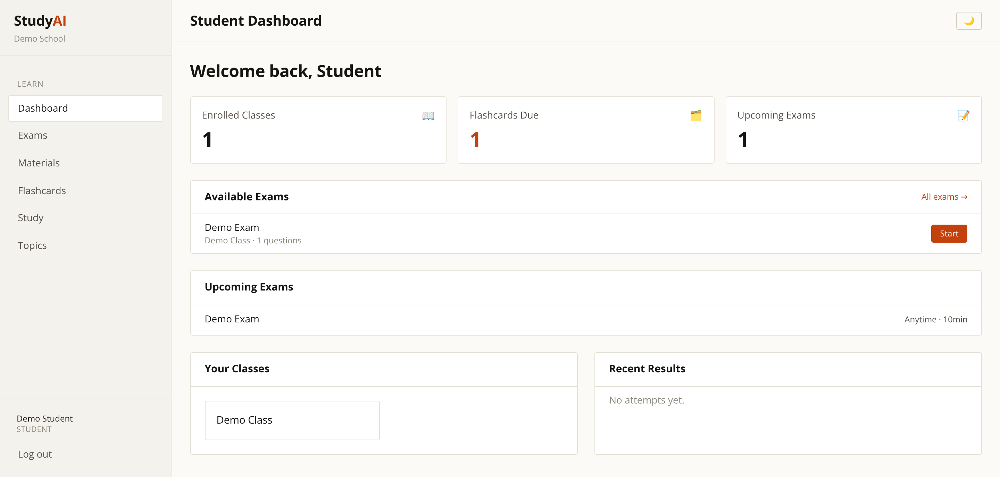 StudyAI
Demo School
LEARN
Dashboard
Exams
Materials
Flashcards
Study
Topics
Demo Student
STUDENT
Log out
Student Dashboard
Welcome back, Student
Enrolled Classes
1
Flashcards Due
1
Upcoming Exams
1
Available Exams
All exams →
Demo Exam
Demo Class · 1 questions
Start
Upcoming Exams
Demo Exam
Anytime · 10min
Your Classes
Demo Class
Recent Results
No attempts yet.